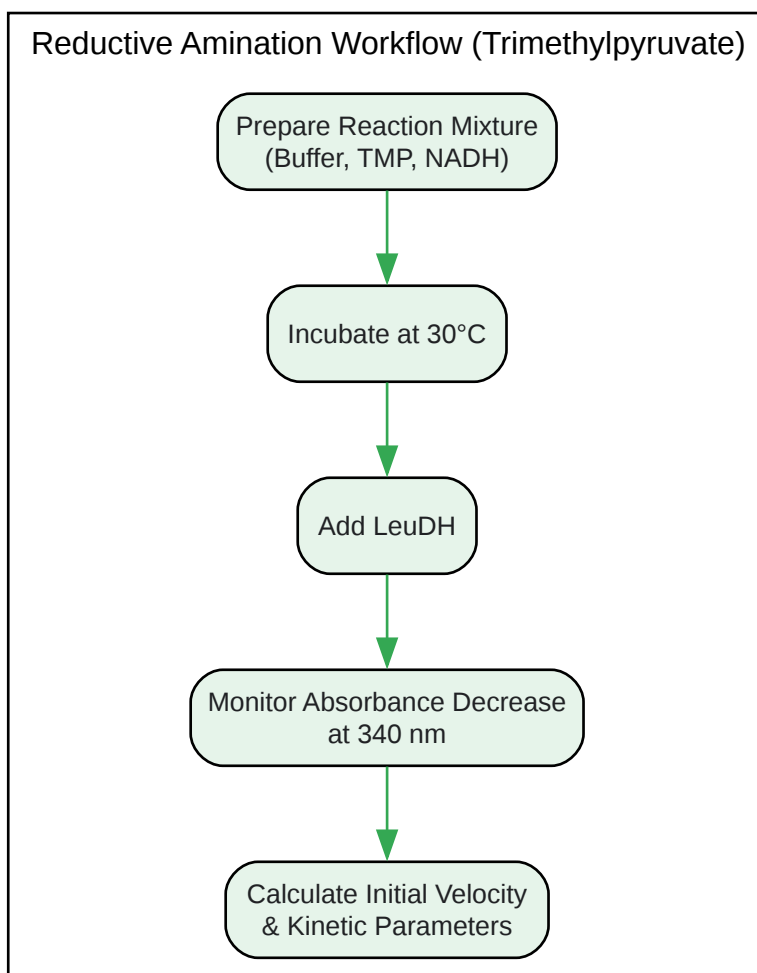 Reductive Amination Workflow (Trimethylpyruvate)
Prepare Reaction Mixture
(Buffer, TMP, NADH)
Incubate at 30°C
Add LeuDH
Monitor Absorbance Decrease
at 340 nm
Calculate Initial Velocity
& Kinetic Parameters